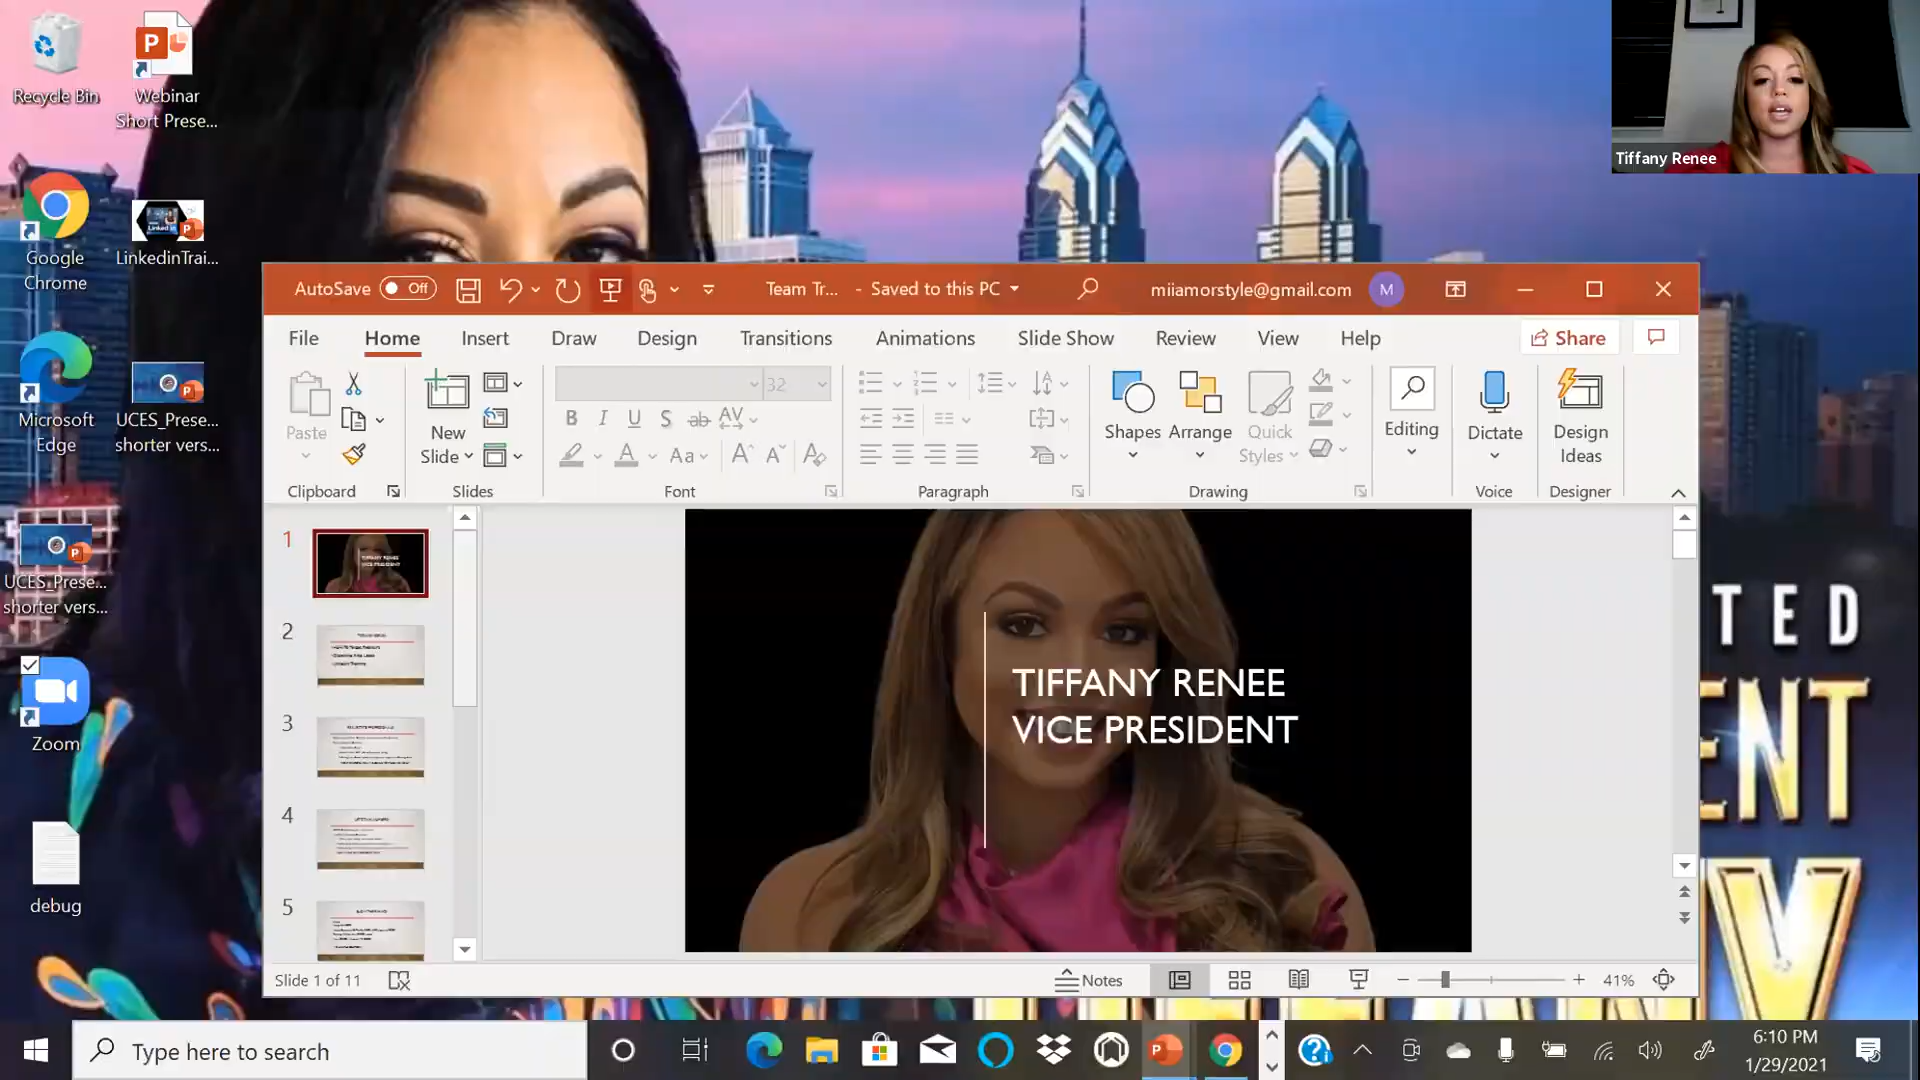 Recycle Bin
Webinar
Short Prese...
Google
Chrome
LinkedinTrai...
Microsoft
Edge
UCES_Prese...
shorter vers...
UCES_Prese...
shorter vers...
Zoom
debug
Tiffany Renee
AutoSave Off
Team Tr... - Saved to this PC
miiamorstyle@gmail.com M
File Home Insert Draw Design Transitions Animations Slide Show Review View Help Share
Paste
New
Slide
32
Shapes Arrange Quick
Styles
Editing
Dictate
Design
Ideas
Clipboard Slides Font Paragraph Drawing Voice Designer
1
2
3
4
5
TIFFANY RENEE
VICE PRESIDENT
TED
ENT
V
Slide 1 of 11
Notes
41%
Type here to search
6:10 PM
1/29/2021